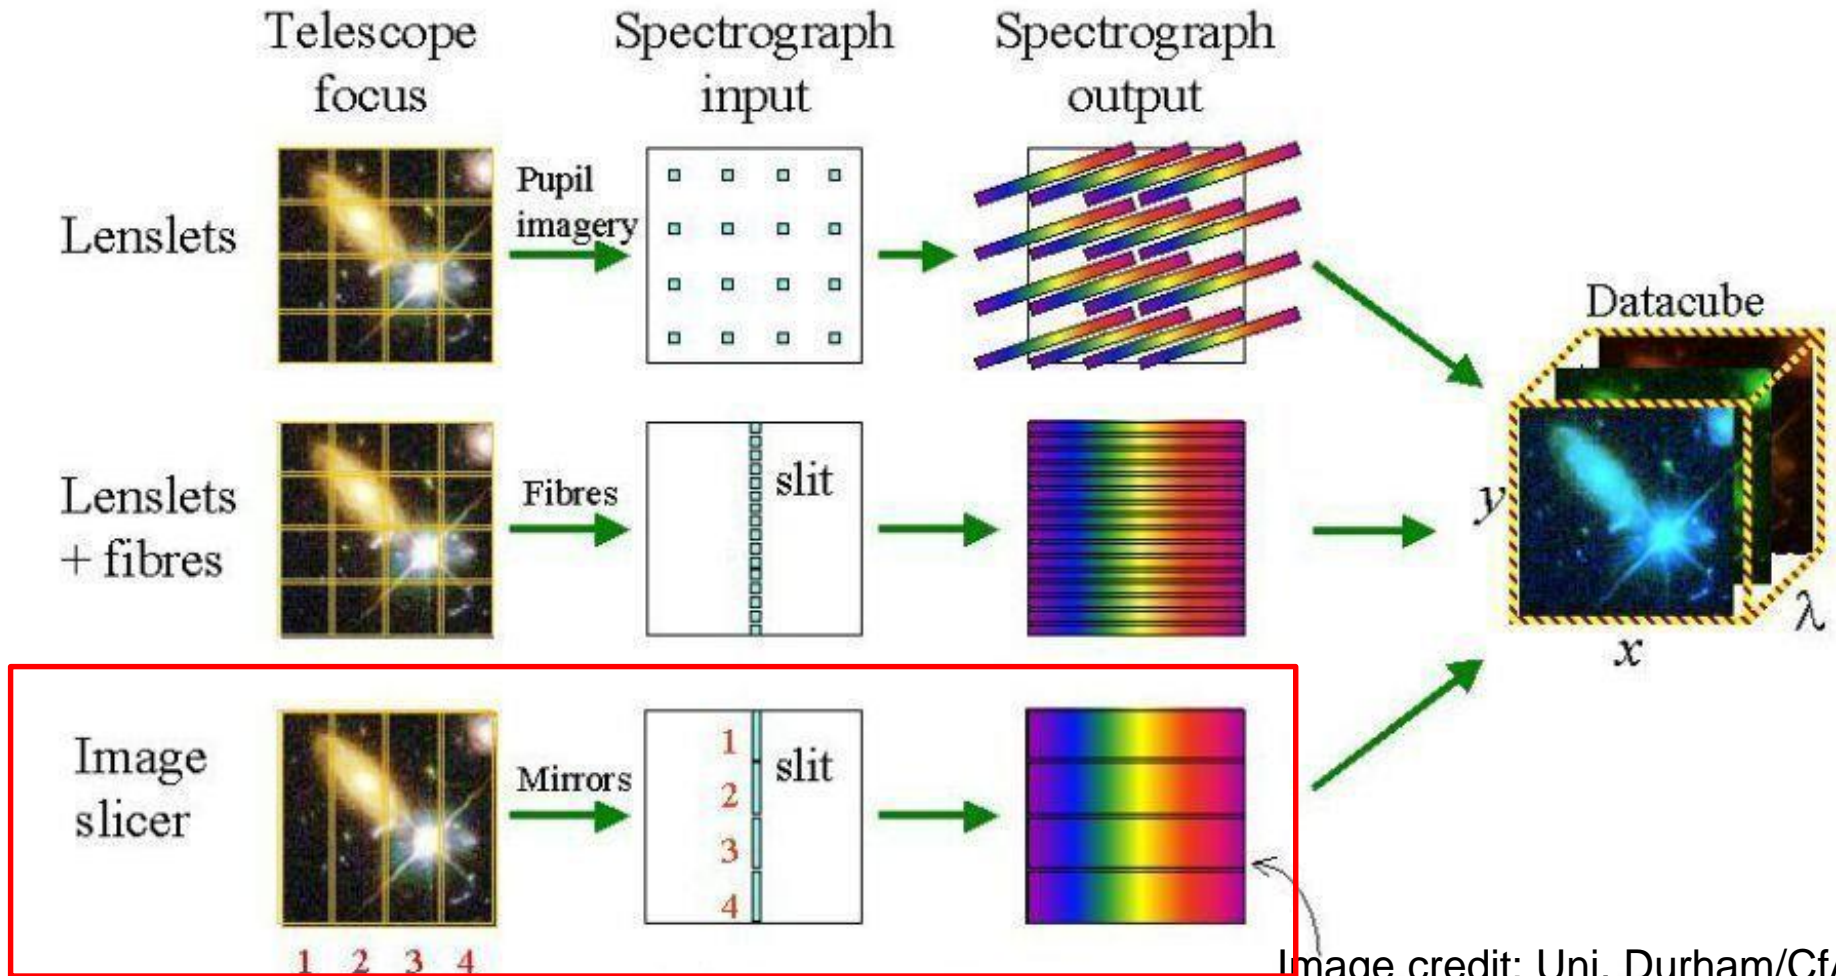 Telescope
focus
Spectrograph
input
Spectrograph
output
Lenslets
Pupil
imagery
Datacube
Lenslets
+ fibres
Fibres
slit
y
x
λ
Image
slicer
Mirrors
1
2
3
4
slit
1 2 3 4
Image credit: Uni. Durham/Cf